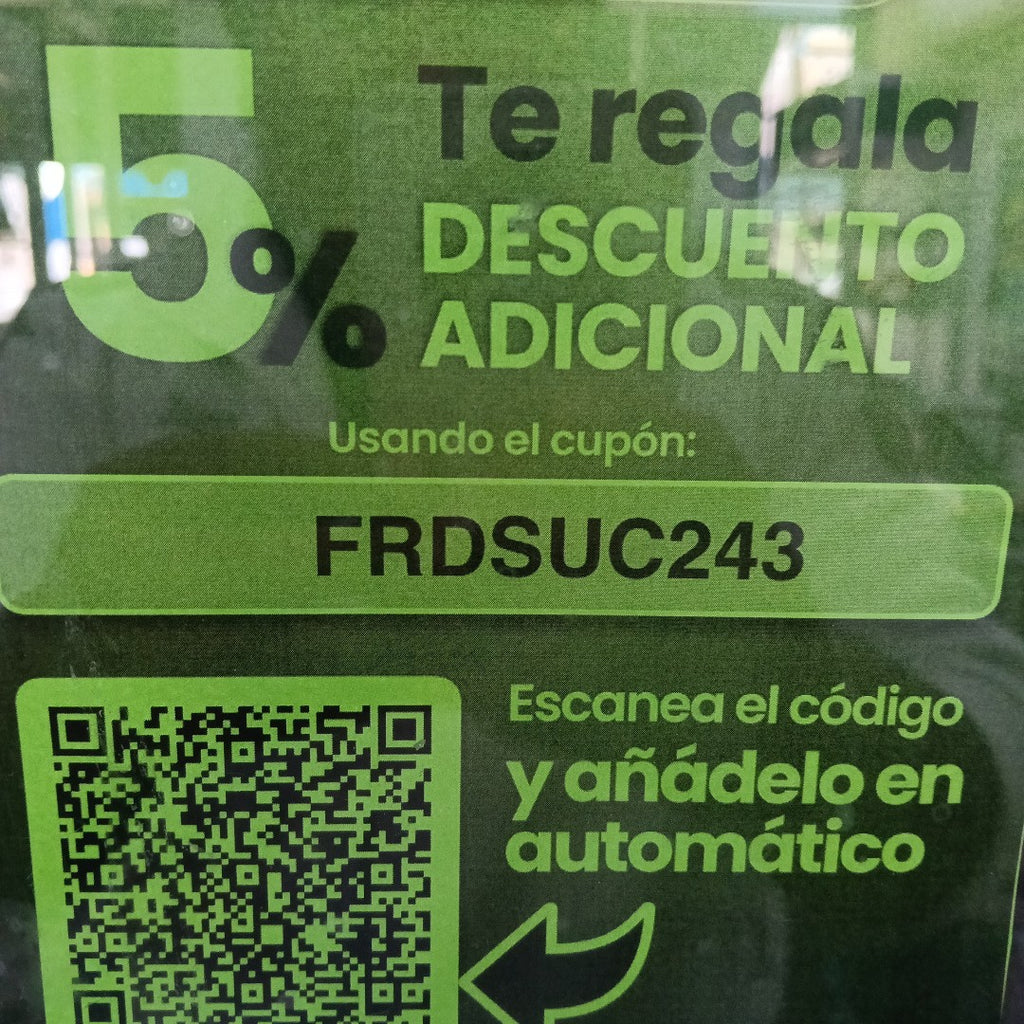 5%
Te regala
DESCUENTO
ADICIONAL
Usando el cupón:
FRDSUC243
Escanea el código
y añádelo en
automático